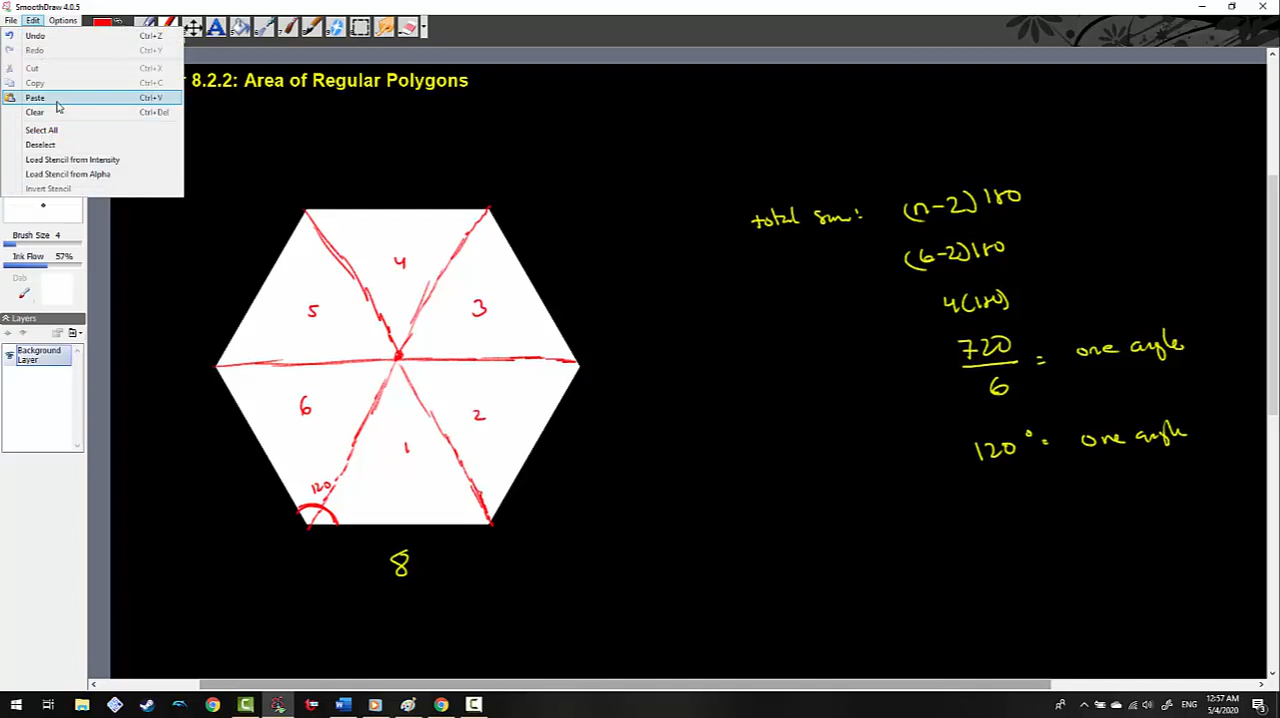 SmoothDraw 4.0.5
File Edit Options
Undo Ctrl+Z
Redo Ctrl+Y
Cut Ctrl+X
Copy Ctrl+C
Paste Ctrl+V
Clear Ctrl+Del
Select All
Deselect
Load Stencil from Intensity
Load Stencil from Alpha
Invert Stencil
Brush Size 4
Ink Flow 57%
Dab
Layers
Background
Layer
8.2.2: Area of Regular Polygons
4
5
3
6
2
1
120
8
total sum: (n-2)180
(6-2)180
4(180)
720
6
= one angle
120° = one angle
12:57 AM
5/4/2020